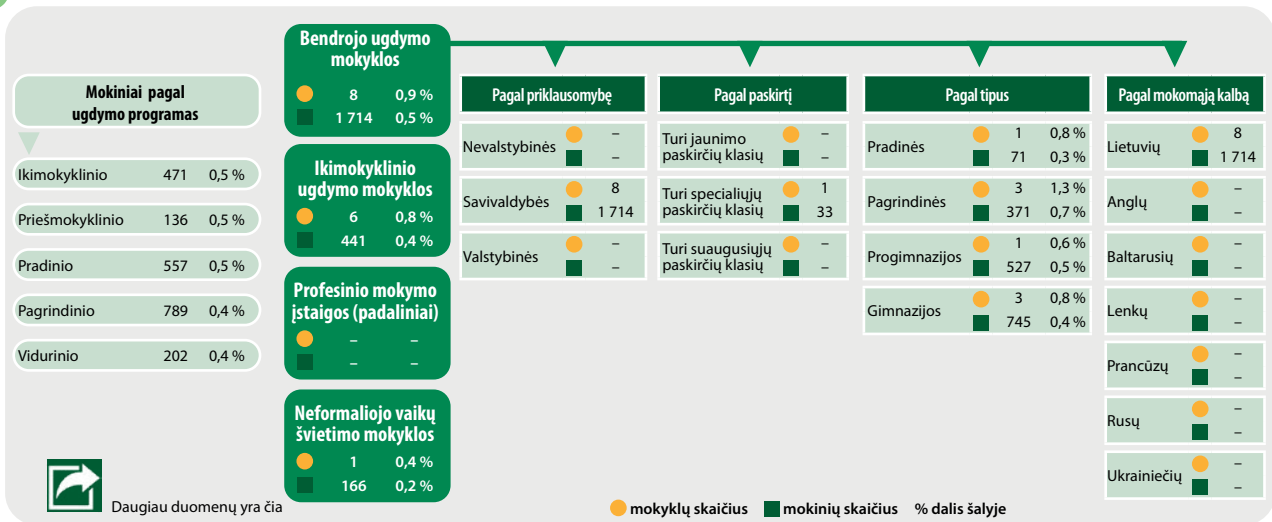 Mokiniai pagal
ugdymo programas
Ikimokyklinio 471 0,5 %
Priešmokyklinio 136 0,5 %
Pradinio 557 0,5 %
Pagrindinio 789 0,4 %
Vidurinio 202 0,4 %
Daugiau duomenų yra čia
Bendrojo ugdymo
mokyklos
8 0,9 %
1 714 0,5 %
Ikimokyklinio
ugdymo mokyklos
6 0,8 %
441 0,4 %
Profesinio mokymo
įstaigos (padaliniai)
– –
– –
Neformaliojo vaikų
švietimo mokyklos
1 0,4 %
166 0,2 %
Pagal priklausomybę
Nevalstybinės –
–
Savivaldybės 8
1 714
Valstybinės –
–
Pagal paskirtį
Turi jaunimo –
paskirčių klasių –
Turi specialiųjų 1
paskirčių klasių 33
Turi suaugusiųjų –
paskirčių klasių –
Pagal tipus
Pradinės 1 0,8 %
71 0,3 %
Pagrindinės 3 1,3 %
371 0,7 %
Progimnazijos 1 0,6 %
527 0,5 %
Gimnazijos 3 0,8 %
745 0,4 %
Pagal mokomąją kalbą
Lietuvių 8
1 714
Anglų –
–
Baltarusių –
–
Lenkų –
–
Prancūzų –
–
Rusų –
–
Ukrainiečių –
–
mokyklų skaičius mokinių skaičius % dalis šalyje